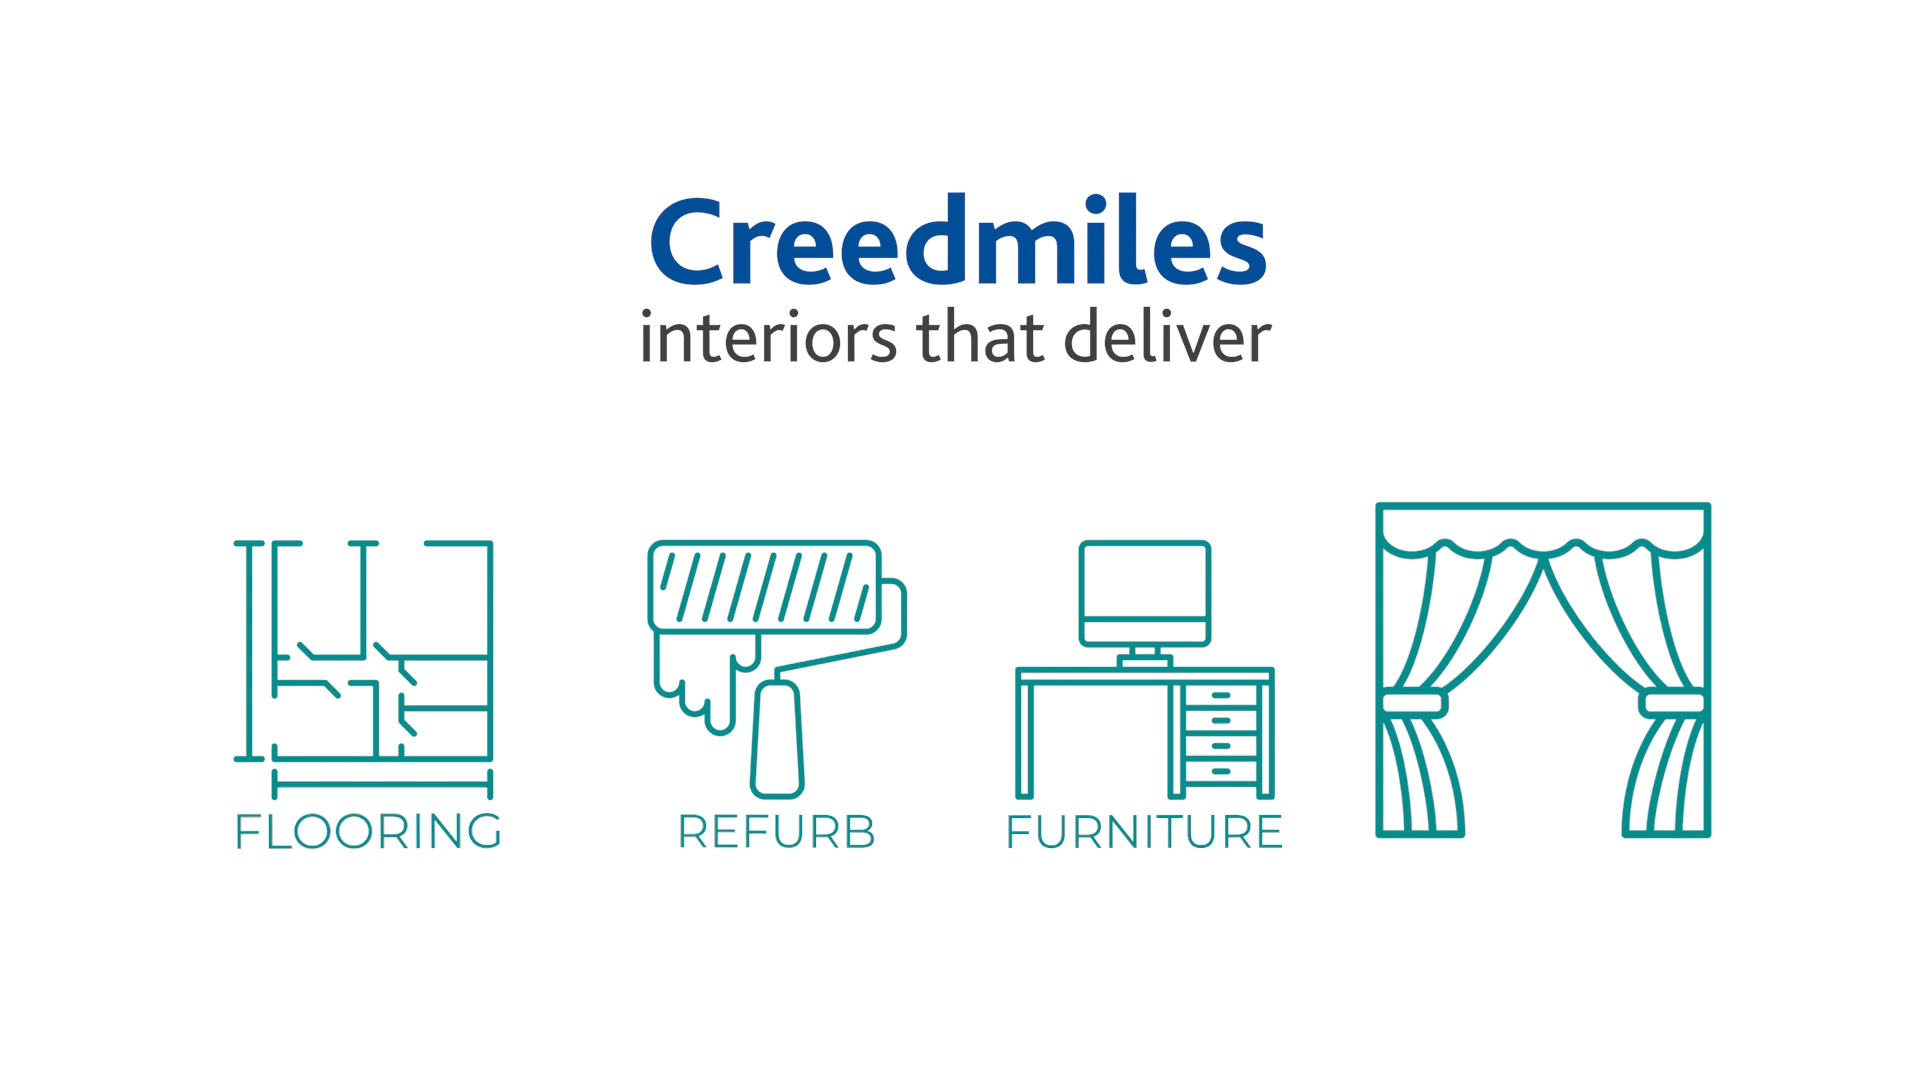 Creedmiles
interiors that deliver
FLOORING
REFURB
FURNITURE